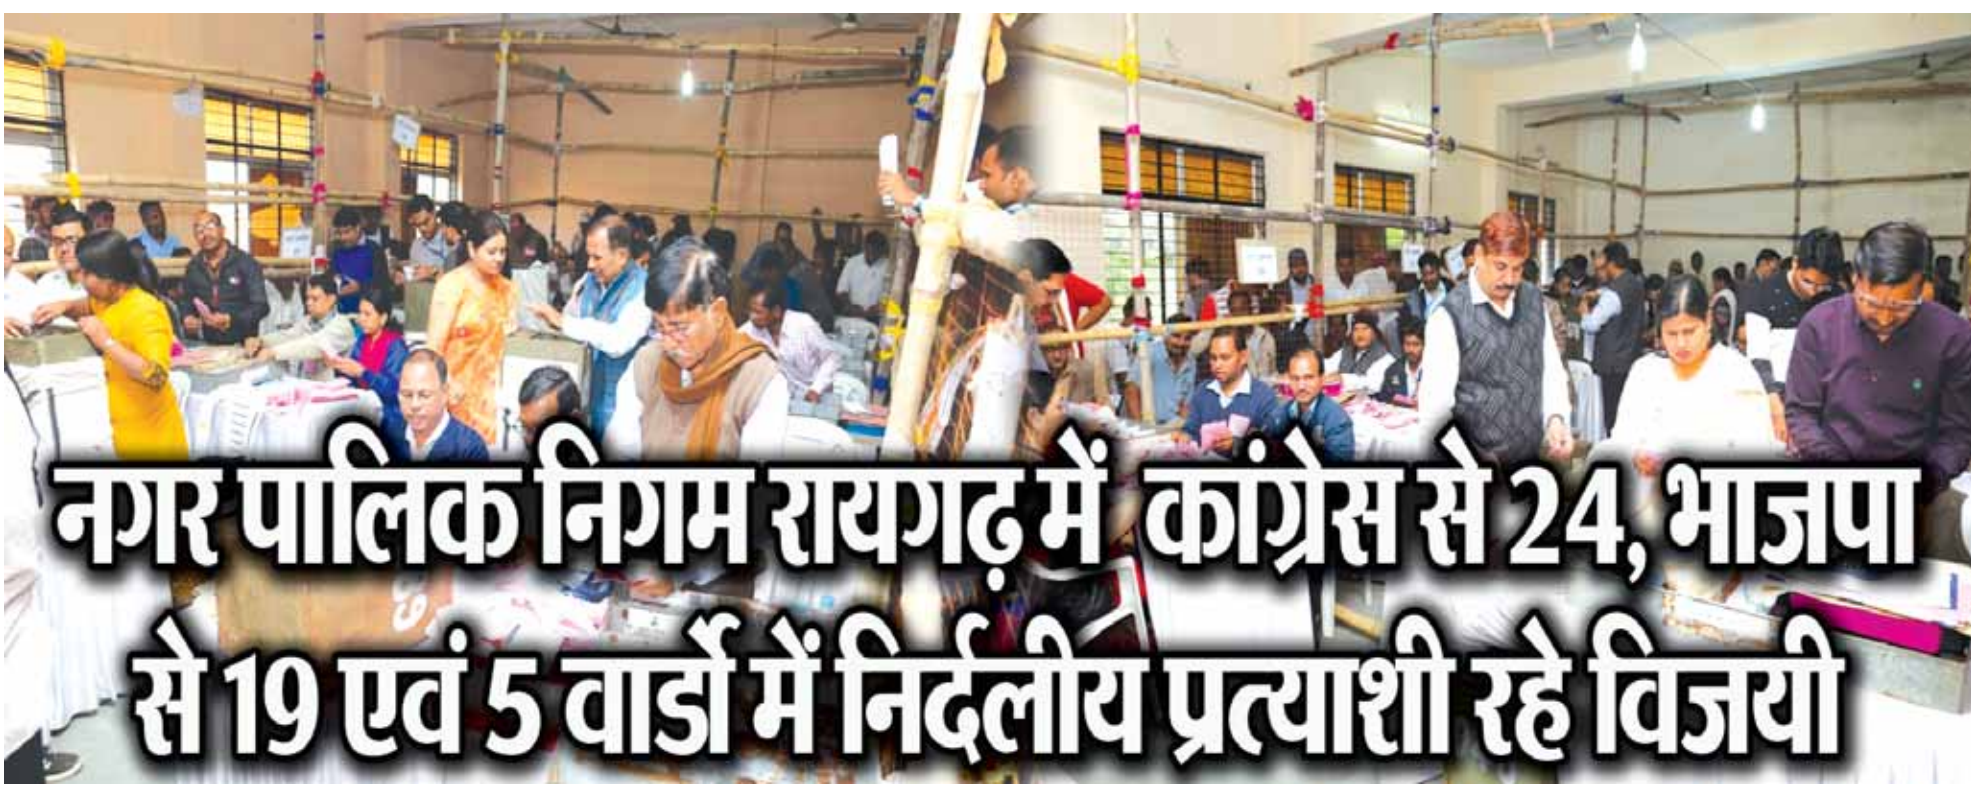 नगर पालिक निगम रायगढ़ में कांग्रेस से 24, भाजपा
से 19 एवं 5 वार्डो में निर्दलीय प्रत्याशी रहे विजयी